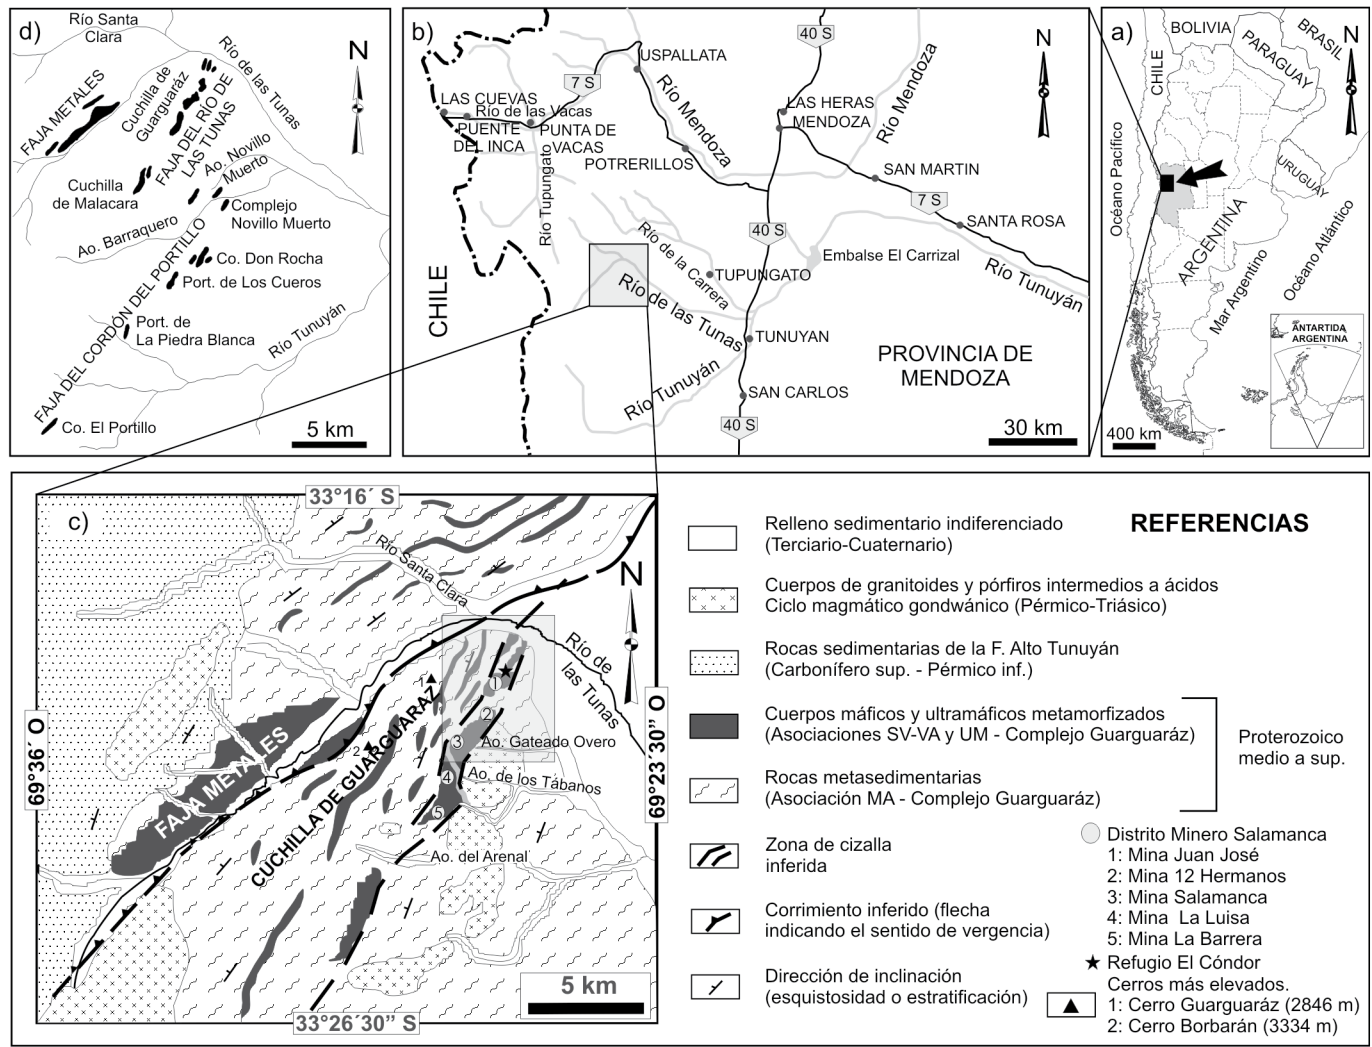 d)
Río Santa
Clara
Río de las Tunas
N
FAJA METALES
Cuchilla de
Guarguaráz
FAJA DEL RÍO DE
LAS TUNAS
Ao. Novillo
Muerto
Cuchilla
de Malacara
Complejo
Novillo Muerto
Ao. Barraquero
Co. Don Rocha
Port. de Los Cueros
FAJA DEL CORDÓN DEL PORTILLO
Port. de
La Piedra Blanca
Río Tunuyán
Co. El Portillo
5 km
b)
40 S
N
USPALLATA
7 S
Río Mendoza
Río Mendoza
LAS CUEVAS
Río de las Vacas
LAS HERAS
MENDOZA
PUENTE
DEL INCA
PUNTA DE
VACAS
POTRERILLOS
SAN MARTIN
7 S
SANTA ROSA
Río Tupungato
40 S
Río de la Carrera
Embalse El Carrizal
TUPUNGATO
Río Tunuyán
CHILE
Río de las Tunas
TUNUYAN
PROVINCIA DE
MENDOZA
Río Tunuyán
SAN CARLOS
40 S
30 km
a)
BOLIVIA
BRASIL
PARAGUAY
N
CHILE
Océano Pacífico
URUGUAY
ARGENTINA
Océano Atlántico
Mar Argentino
ANTARTIDA
ARGENTINA
400 km
c)
33°16´ S
Río Santa Clara
N
Río de
las Tunas
69°36´ O
69°23´30” O
1
1
2
2
3
4
5
FAJA METALES
CUCHILLA DE GUARGUARAZ
Ao. Gateado Overo
Ao. de los Tábanos
Ao. del Arenal
5 km
33°26´30” S
REFERENCIAS
Relleno sedimentario indiferenciado
(Terciario-Cuaternario)
Cuerpos de granitoides y pórfiros intermedios a ácidos
Ciclo magmático gondwánico (Pérmico-Triásico)
Rocas sedimentarias de la F. Alto Tunuyán
(Carbonífero sup. - Pérmico inf.)
Cuerpos máficos y ultramáficos metamorfizados
(Asociaciones SV-VA y UM - Complejo Guarguaráz)
Proterozoico
medio a sup.
Rocas metasedimentarias
(Asociación MA - Complejo Guarguaráz)
Zona de cizalla
inferida
Corrimiento inferido (flecha
indicando el sentido de vergencia)
Dirección de inclinación
(esquistosidad o estratificación)
Distrito Minero Salamanca
1: Mina Juan José
2: Mina 12 Hermanos
3: Mina Salamanca
4: Mina La Luisa
5: Mina La Barrera
Refugio El Cóndor
Cerros más elevados.
1: Cerro Guarguaráz (2846 m)
2: Cerro Borbarán (3334 m)